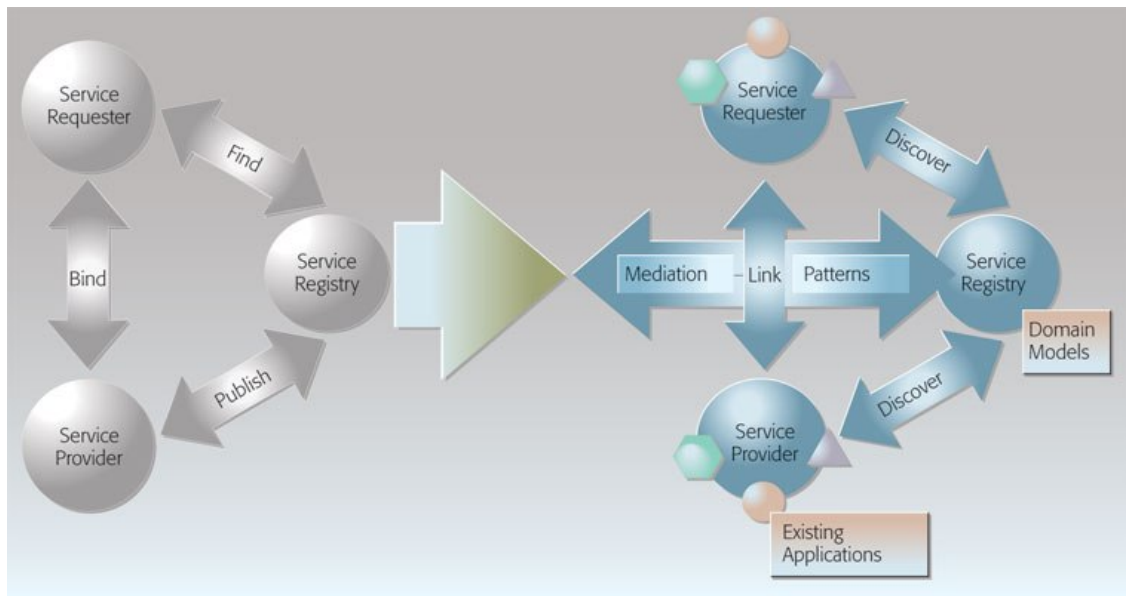 Service
Requester
Find
Bind
Service
Registry
Publish
Service
Provider
Service
Requester
Discover
Mediation
Link
Patterns
Service
Registry
Domain
Models
Discover
Service
Provider
Existing
Applications